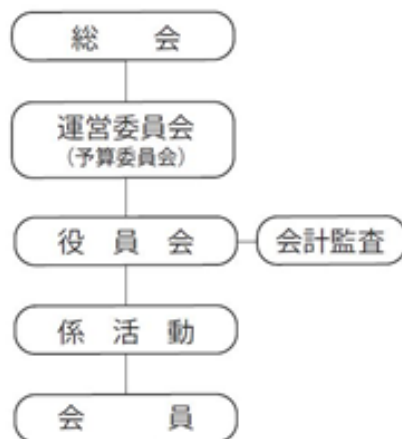 総会
運営委員会
(予算委員会)
役員会
会計監査
係活動
会員